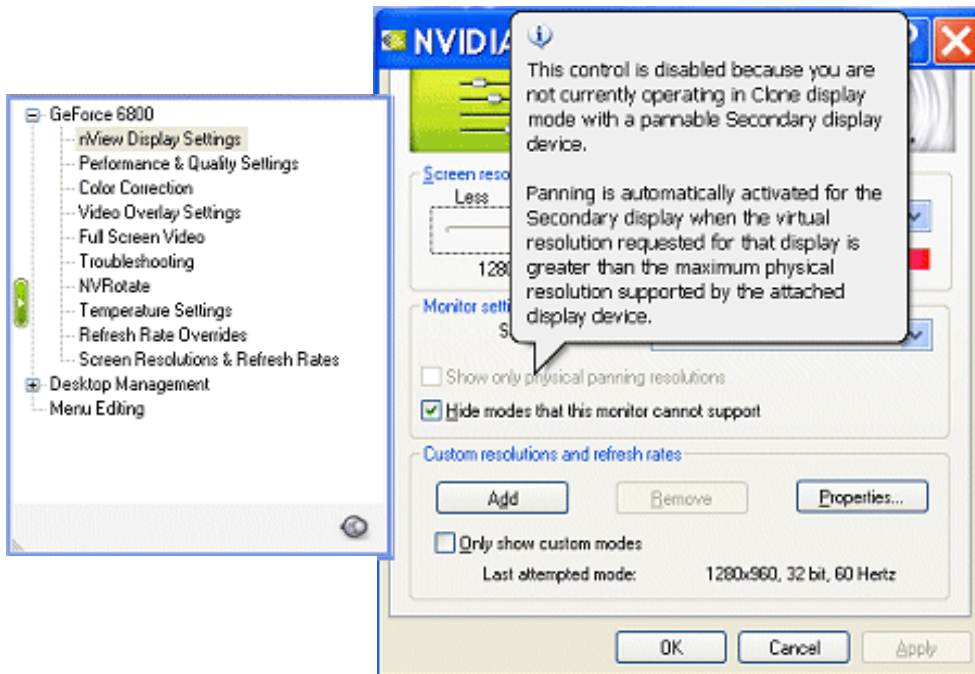 GeForce 6800
nView Display Settings
Performance & Quality Settings
Color Correction
Video Overlay Settings
Full Screen Video
Troubleshooting
NVRotate
Temperature Settings
Refresh Rate Overrides
Screen Resolutions & Refresh Rates
Desktop Management
Menu Editing
NVIDIA
?
This control is disabled because you are
not currently operating in Clone display
mode with a pannable Secondary display
device.
Panning is automatically activated for the
Secondary display when the virtual
resolution requested for that display is
greater than the maximum physical
resolution supported by the attached
display device.
Screen reso
Less
1280
Monitor setti
S
Show only physical panning resolutions
Hide modes that this monitor cannot support
Custom resolutions and refresh rates
Add
Remove
Properties...
Only show custom modes
Last attempted mode: 1280x960, 32 bit, 60 Hertz
OK
Cancel
Apply